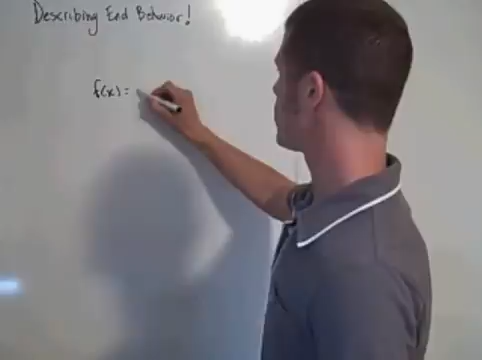 Describing End Behavior!
f(x) =